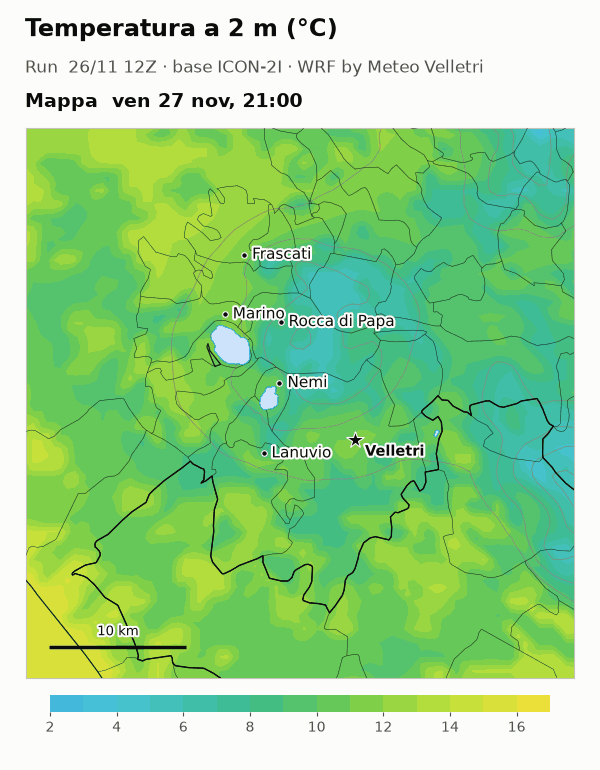 Temperatura a 2 m (°C)
Run  26/11 12Z · base ICON-2I · WRF by Meteo Velletri
Mappa  ven 27 nov, 21:00
Frascati
Marino
Rocca di Papa
Nemi
Velletri
Lanuvio
10 km
2 4 6 8 10 12 14 16